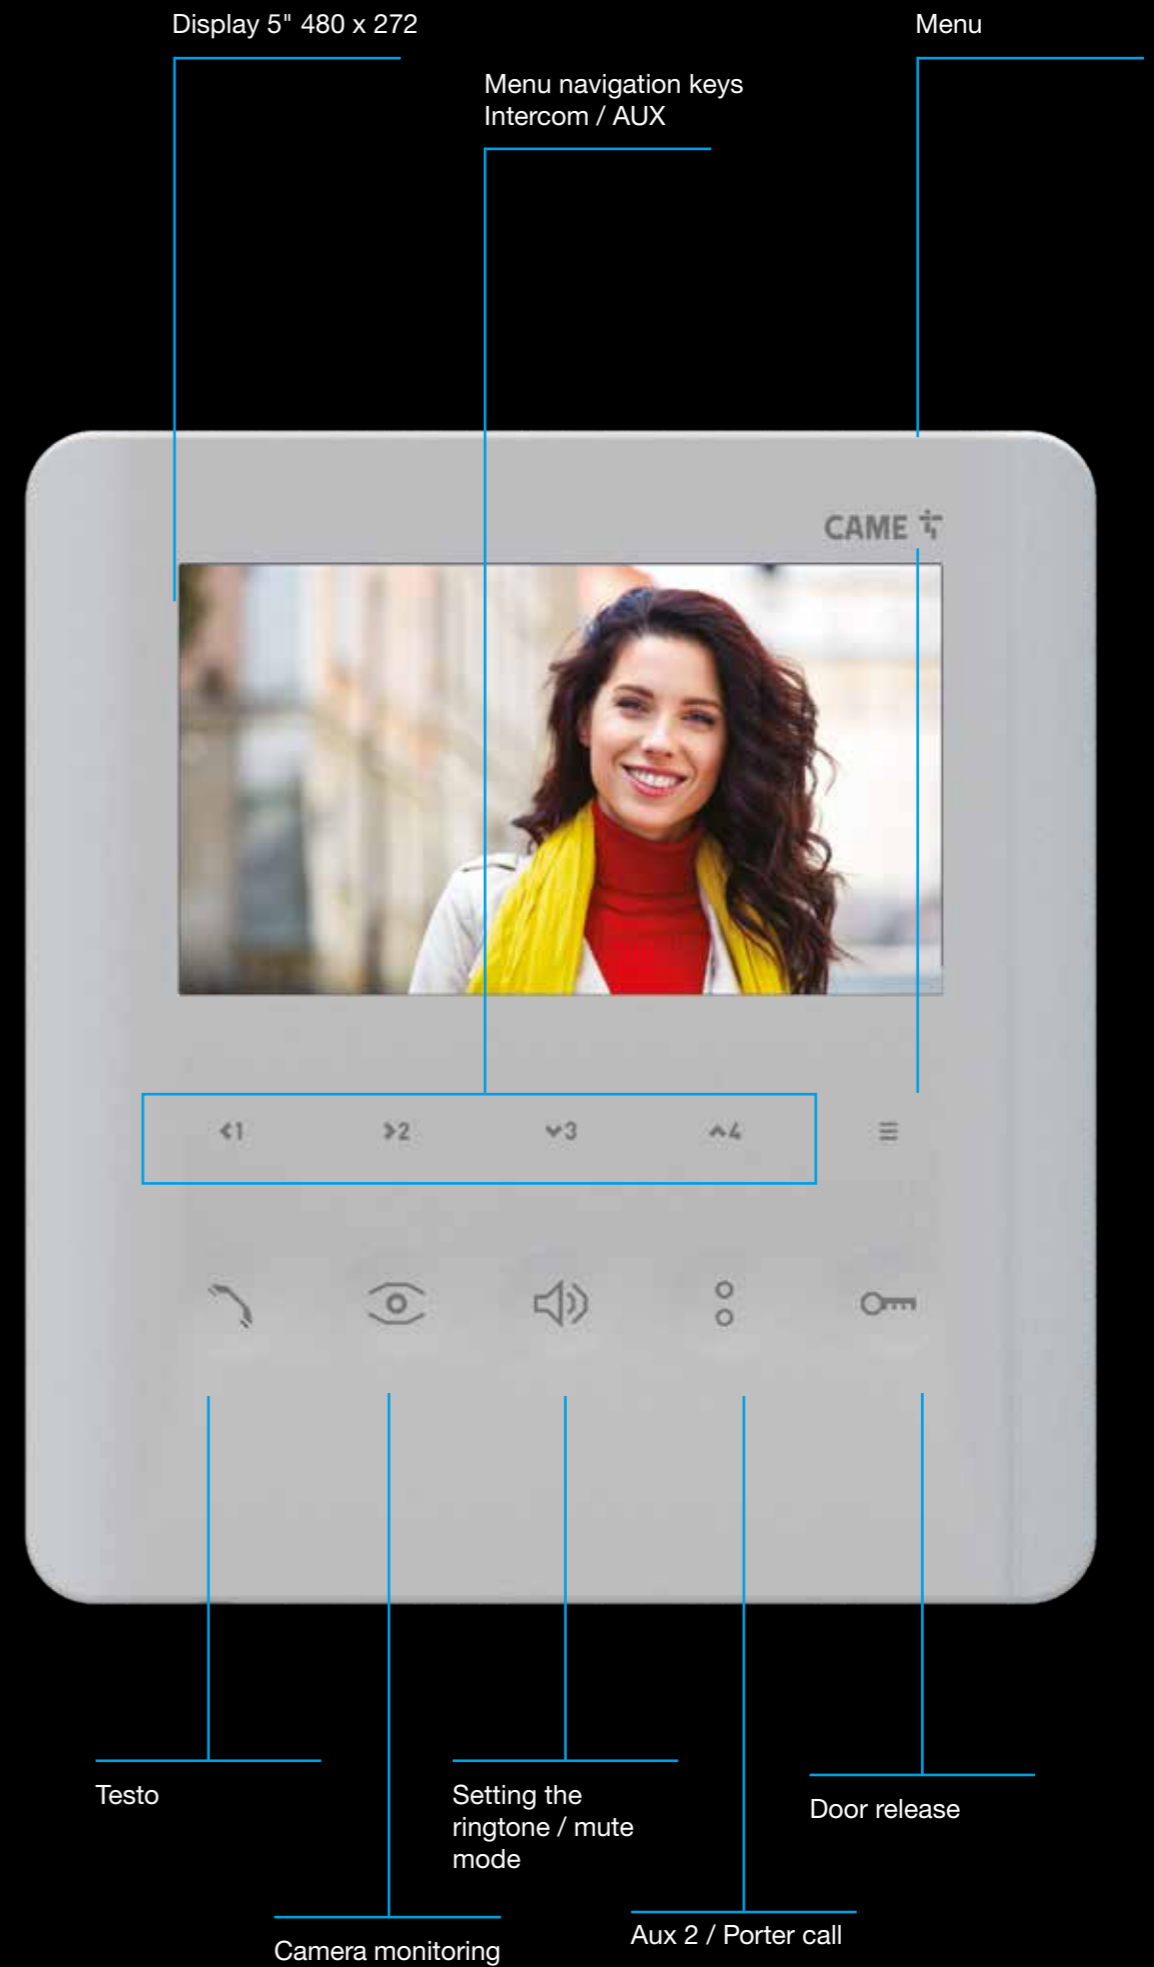 Display 5" 480 x 272
Menu
Menu navigation keys
Intercom / AUX
CAME
<1
>2
3
4
Testo
Setting the
ringtone / mute
mode
Door release
Camera monitoring
Aux 2 / Porter call